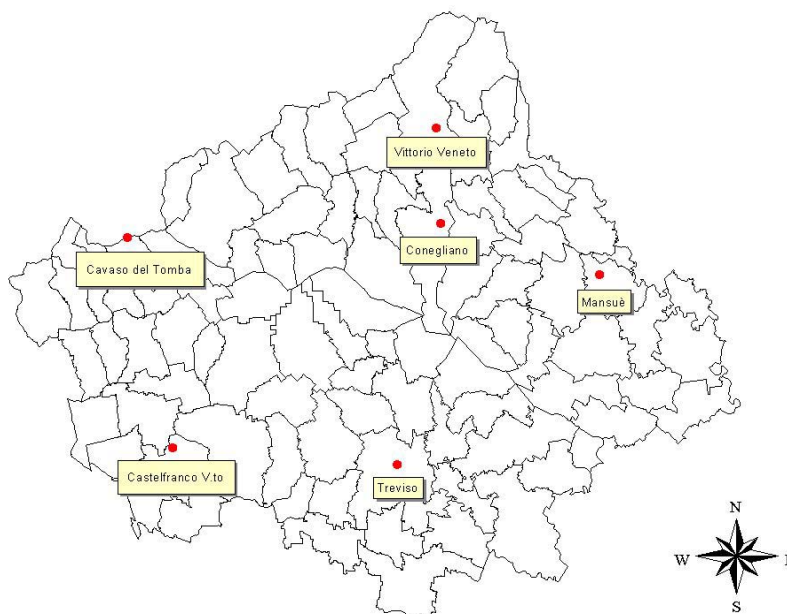 Vittorio Veneto
Conegliano
Cavaso del Tomba
Mansuè
Castelfranco V.to
Treviso
N
W
S